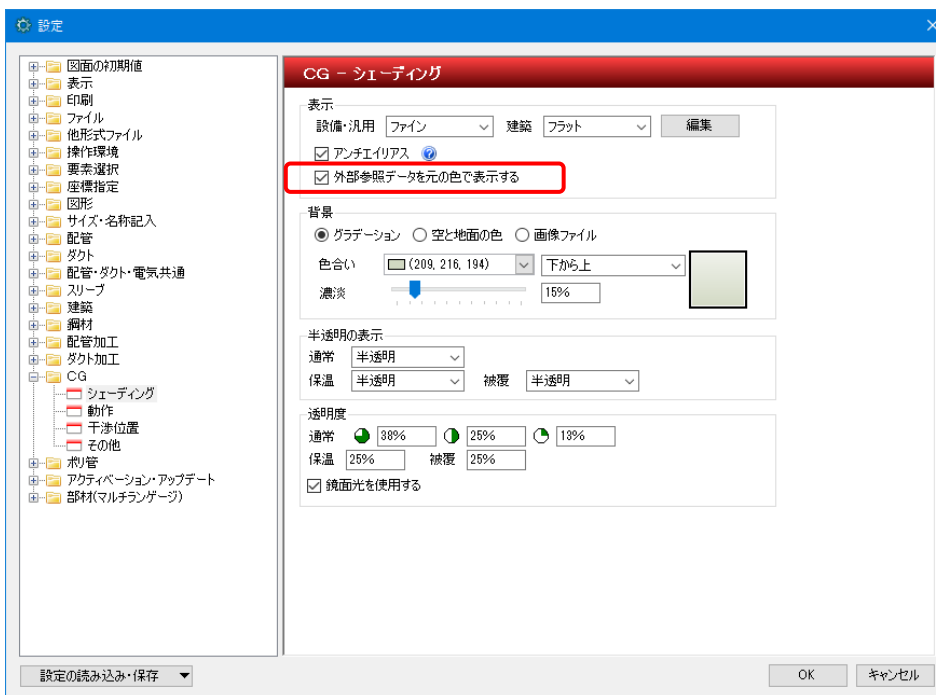 設定
図面の初期値
表示
印刷
ファイル
他形式ファイル
操作環境
要素選択
座標指定
図形
サイズ・名称記入
配管
ダクト
配管・ダクト・電気共通
スリーブ
建築
鋼材
配管加工
ダクト加工
CG
シェーディング
動作
干渉位置
その他
ポリ管
アクティベーション・アップデート
部材(マルチランゲージ)
CG - シェーディング
表示
設備・汎用 ファイン 建築 フラット 編集
アンチエイリアス ?
外部参照データを元の色で表示する
背景
グラデーション 空と地面の色 画像ファイル
色合い (209, 216, 194) 下から上
濃淡 15%
半透明の表示
通常 半透明
保温 半透明 被覆 半透明
透明度
通常 38% 25% 13%
保温 25% 被覆 25%
鏡面光を使用する
設定の読み込み・保存 OK キャンセル